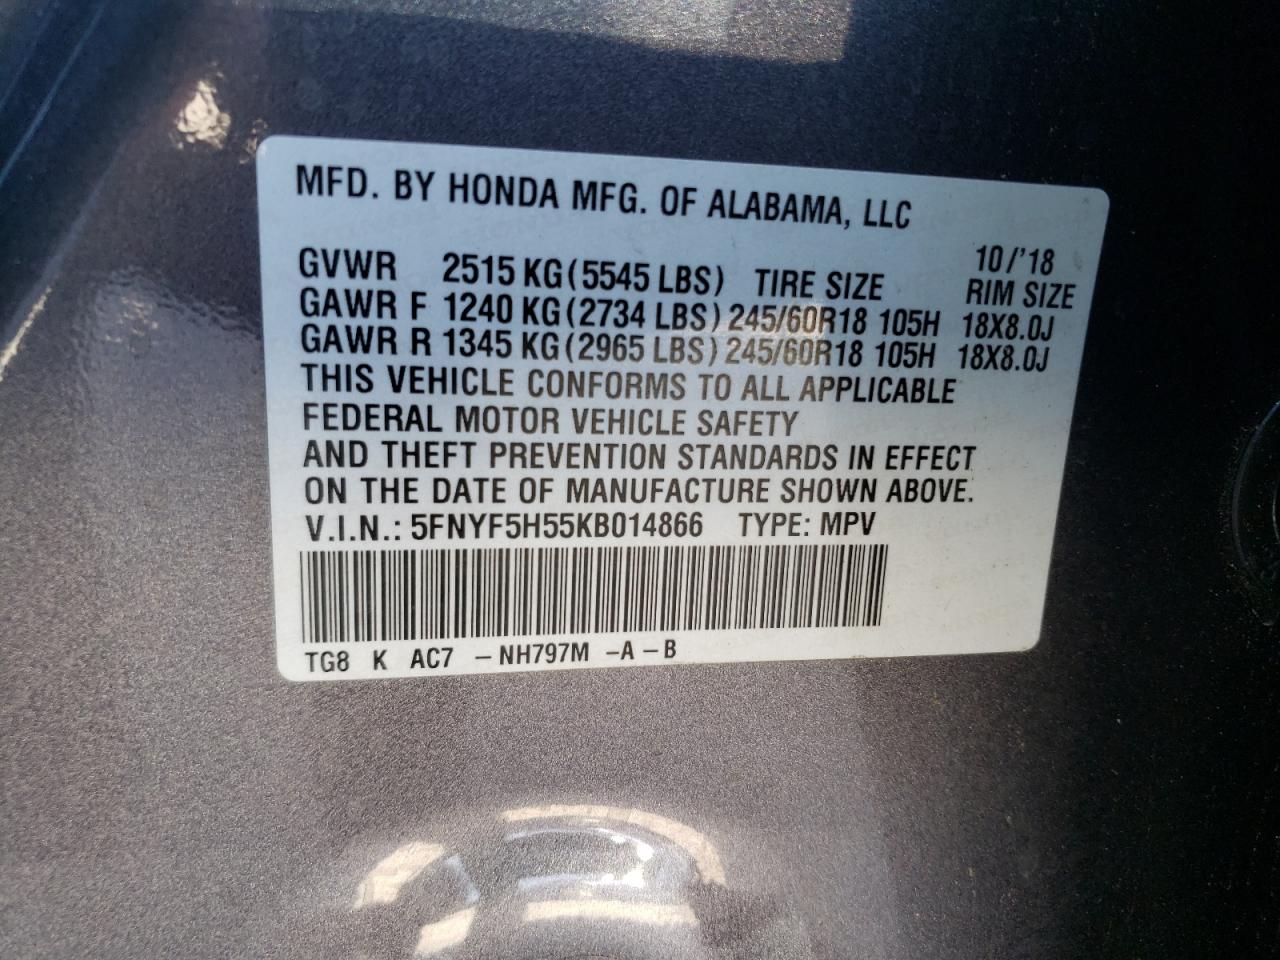 MFD. BY HONDA MFG. OF ALABAMA, LLC
10/'18
GVWR 2515 KG (5545 LBS) TIRE SIZE RIM SIZE
GAWR F 1240 KG (2734 LBS) 245/60R18 105H 18X8.0J
GAWR R 1345 KG (2965 LBS) 245/60R18 105H 18X8.0J
THIS VEHICLE CONFORMS TO ALL APPLICABLE
FEDERAL MOTOR VEHICLE SAFETY
AND THEFT PREVENTION STANDARDS IN EFFECT
ON THE DATE OF MANUFACTURE SHOWN ABOVE.
V.I.N.: 5FNYF5H55KB014866 TYPE: MPV
TG8 K AC7 – NH797M – A – B